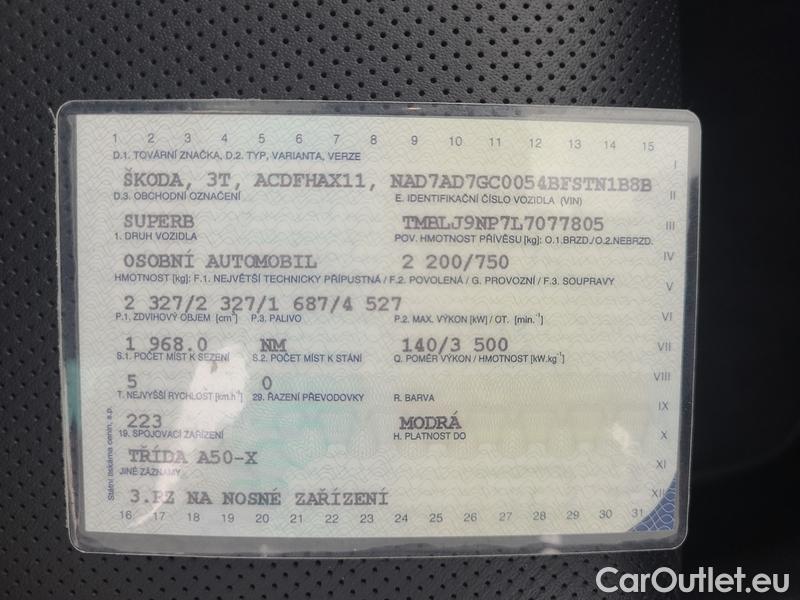 1 2 3 4 5 6 7 8 9 10 11 12 13 14 15
D.1. TOVÁRNÍ ZNAČKA, D.2. TYP, VARIANTA, VERZE
I
ŠKODA, 3T, ACDFHAX11, NAD7AD7GC0054BFSTN1B8B
D.3. OBCHODNÍ OZNAČENÍ E. IDENTIFIKAČNÍ ČÍSLO VOZIDLA (VIN) II
SUPERB TMBLJ9NP7L7077805
1. DRUH VOZIDLA POV. HMOTNOST PŘÍVĚSU [kg]: O.1.BRZD./O.2.NEBRZD. III
OSOBNÍ AUTOMOBIL 2 200/750 IV
HMOTNOST [kg]: F.1. NEJVĚTŠÍ TECHNICKY PŘÍPUSTNÁ / F.2. POVOLENÁ / G. PROVOZNÍ / F.3. SOUPRAVY
V
2 327/2 327/1 687/4 527
P.1. ZDVIHOVÝ OBJEM [cm³] P.3. PALIVO P.2. MAX. VÝKON [kW] / OT. [min.⁻¹] VI
1 968.0 NM 140/3 500 VII
S.1. POČET MÍST K SEZENÍ S.2. POČET MÍST K STÁNÍ Q. POMĚR VÝKON / HMOTNOST [kW.kg⁻¹]
5 0 VIII
T. NEJVYŠŠÍ RYCHLOST [km.h⁻¹] 29. ŘAZENÍ PŘEVODOVKY R. BARVA
IX
223 MODRÁ
19. SPOJOVACÍ ZAŘÍZENÍ H. PLATNOST DO X
TŘÍDA A50-X XI
JINÉ ZÁZNAMY
3.RZ NA NOSNÉ ZAŘÍZENÍ XII
16 17 18 19 20 21 22 23 24 25 26 27 28 29 30 31
Státní tiskárna cenin, s.p.
CarOutlet.eu